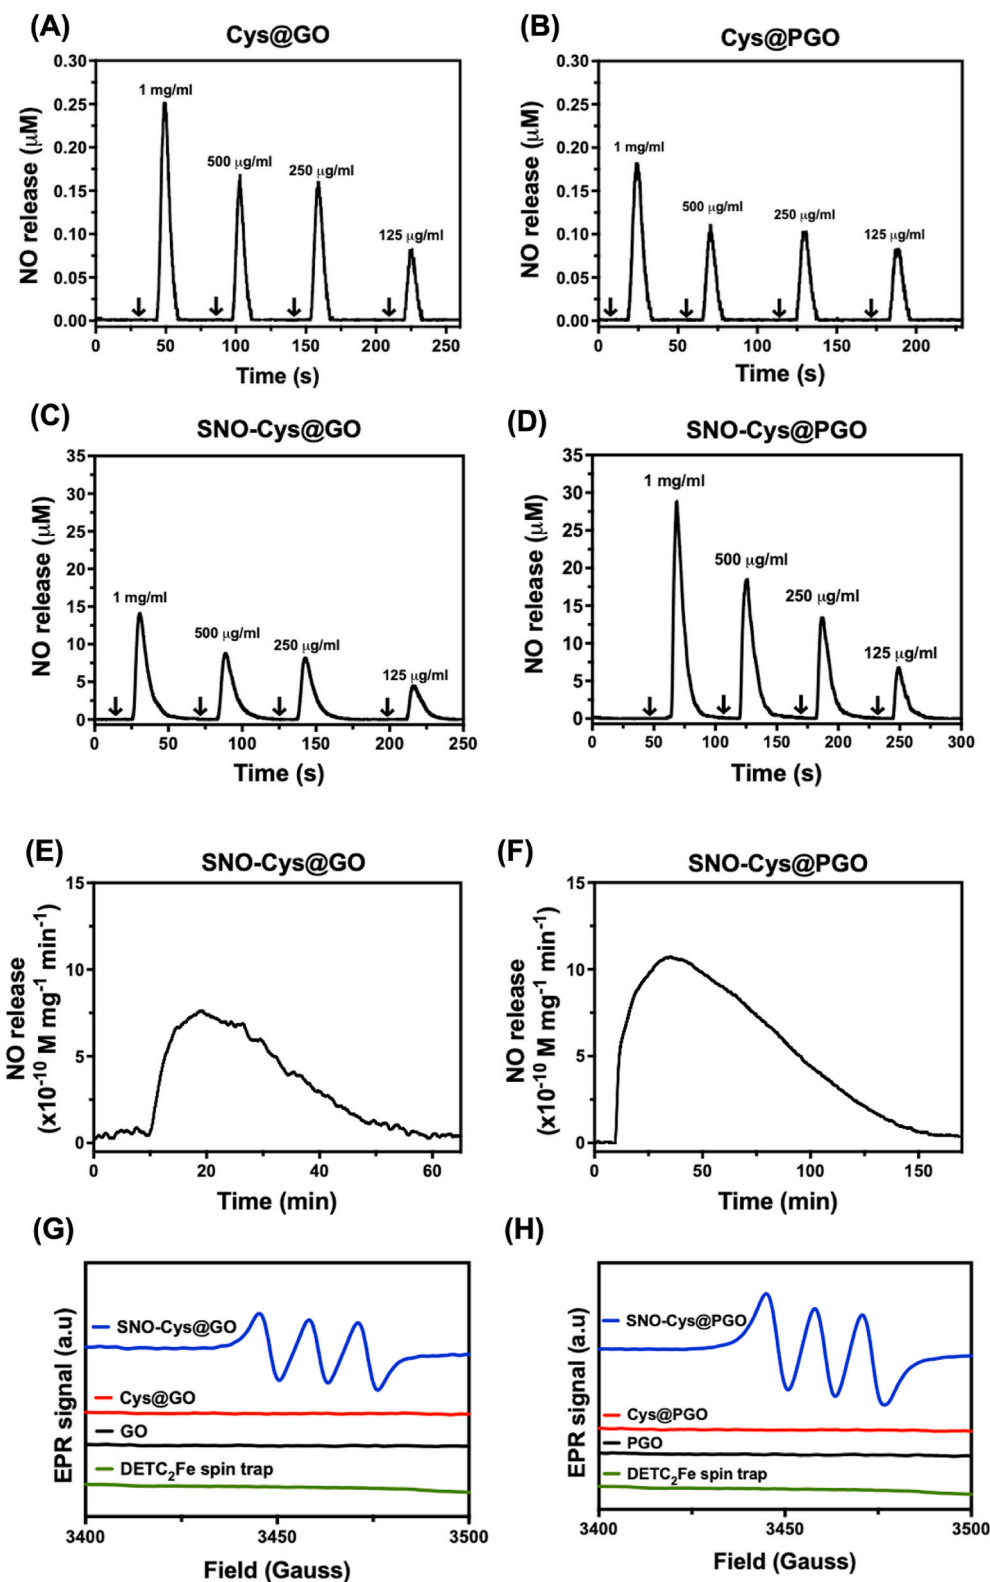 (A)
Cys@GO
NO release (μM)
0.30
0.25
0.20
0.15
0.10
0.05
0.00
1 mg/ml
500 μg/ml
250 μg/ml
125 μg/ml
0 50 100 150 200 250
Time (s)
(B)
Cys@PGO
NO release (μM)
0.30
0.25
0.20
0.15
0.10
0.05
0.00
1 mg/ml
500 μg/ml
250 μg/ml
125 μg/ml
0 50 100 150 200
Time (s)
(C)
SNO-Cys@GO
NO release (μM)
35
30
25
20
15
10
5
0
1 mg/ml
500 μg/ml
250 μg/ml
125 μg/ml
0 50 100 150 200 250
Time (s)
(D)
SNO-Cys@PGO
NO release (μM)
35
30
25
20
15
10
5
0
1 mg/ml
500 μg/ml
250 μg/ml
125 μg/ml
0 50 100 150 200 250 300
Time (s)
(E)
SNO-Cys@GO
NO release
(x10⁻¹⁰ M mg⁻¹ min⁻¹)
15
10
5
0
0 20 40 60
Time (min)
(F)
SNO-Cys@PGO
NO release
(x10⁻¹⁰ M mg⁻¹ min⁻¹)
15
10
5
0
0 50 100 150
Time (min)
(G)
EPR signal (a.u)
SNO-Cys@GO
Cys@GO
GO
DETC₂Fe spin trap
3400 3450 3500
Field (Gauss)
(H)
EPR signal (a.u)
SNO-Cys@PGO
Cys@PGO
PGO
DETC₂Fe spin trap
3400 3450 3500
Field (Gauss)